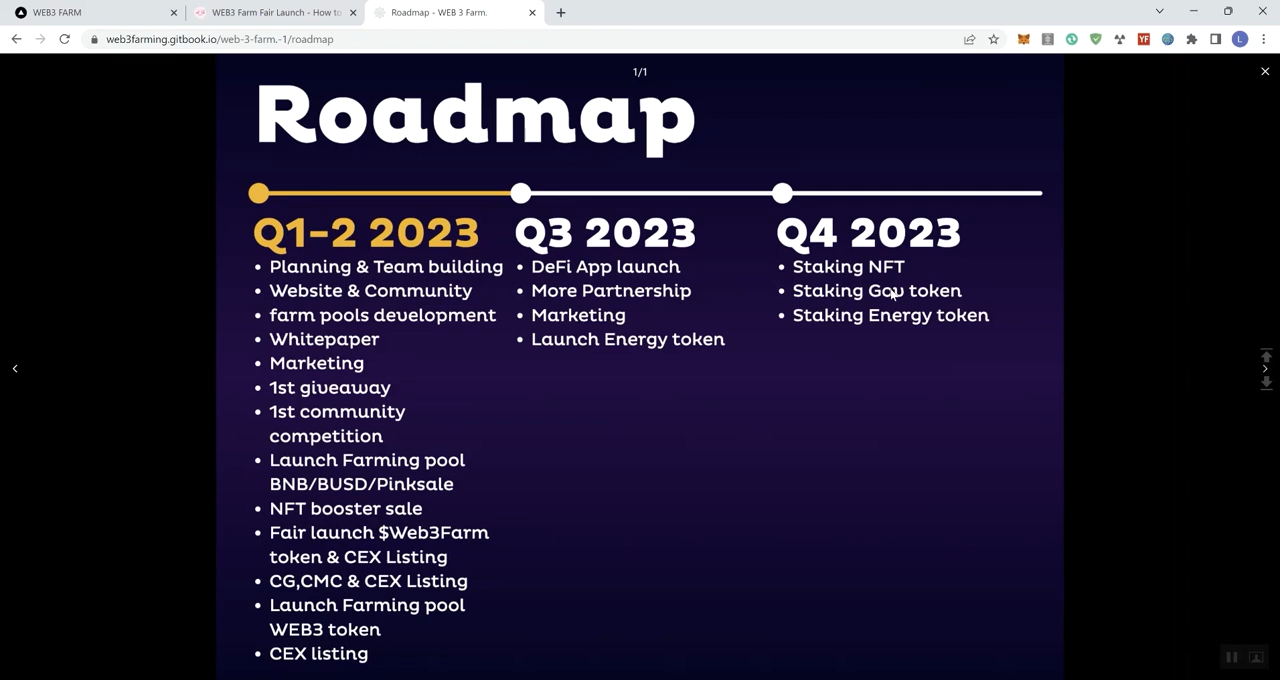 WEB3 FARM
WEB3 Farm Fair Launch - How to
Roadmap - WEB 3 Farm.
web3farming.gitbook.io/web-3-farm.-1/roadmap
YF
L
1/1
Roadmap
Q1-2 2023
• Planning & Team building
• Website & Community
• farm pools development
• Whitepaper
• Marketing
• 1st giveaway
• 1st community
competition
• Launch Farming pool
BNB/BUSD/Pinksale
• NFT booster sale
• Fair launch $Web3Farm
token & CEX Listing
• CG,CMC & CEX Listing
• Launch Farming pool
WEB3 token
• CEX listing
Q3 2023
• DeFi App launch
• More Partnership
• Marketing
• Launch Energy token
Q4 2023
• Staking NFT
• Staking Gov token
• Staking Energy token